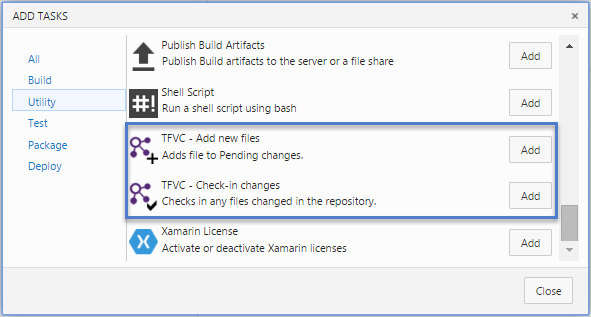 ADD TASKS
×
All
Build
Utility
Test
Package
Deploy
Publish Build Artifacts
Publish Build artifacts to the server or a file share
Add
#!
Shell Script
Run a shell script using bash
Add
TFVC - Add new files
Adds file to Pending changes.
Add
TFVC - Check-in changes
Checks in any files changed in the repository.
Add
Xamarin License
Activate or deactivate Xamarin licenses
Add
Close